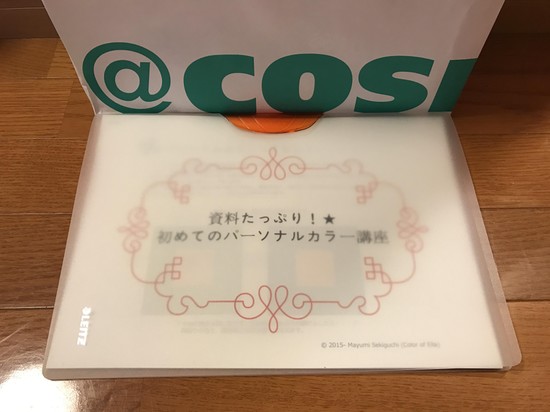 @COS
資料たっぷり！★
初めてのパーソナルカラー講座
LEITZ
© 2015- Mayumi Sekiguchi (Color of Elle)